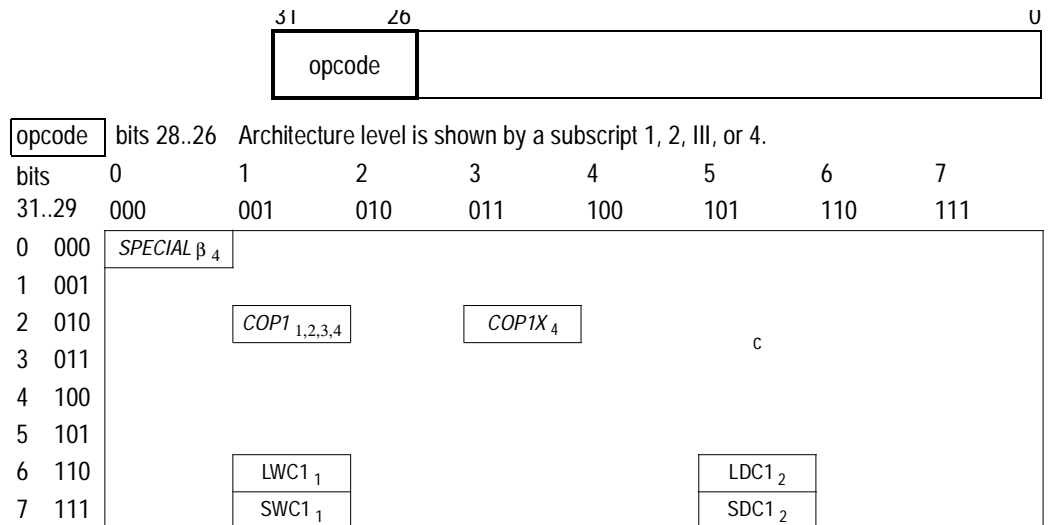 31 26 0
opcode
opcode bits 28..26 Architecture level is shown by a subscript 1, 2, III, or 4.
bits 0 1 2 3 4 5 6 7
31..29 000 001 010 011 100 101 110 111
0 000 SPECIAL β 4
1 001
2 010 COP1 1,2,3,4 COP1X 4
c
3 011
4 100
5 101
6 110 LWC1 1 LDC1 2
7 111 SWC1 1 SDC1 2